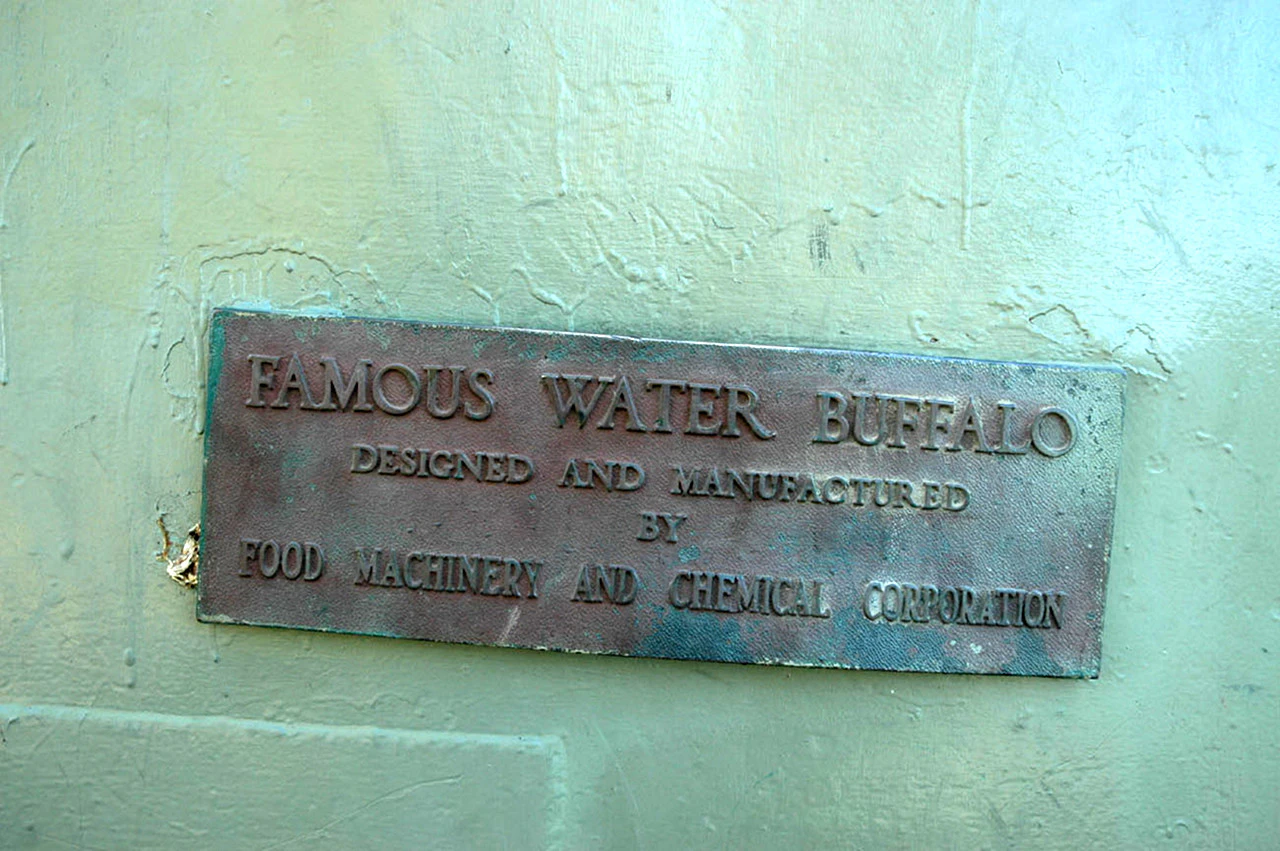 FAMOUS WATER BUFFALO
DESIGNED AND MANUFACTURED
BY
FOOD MACHINERY AND CHEMICAL CORPORATION